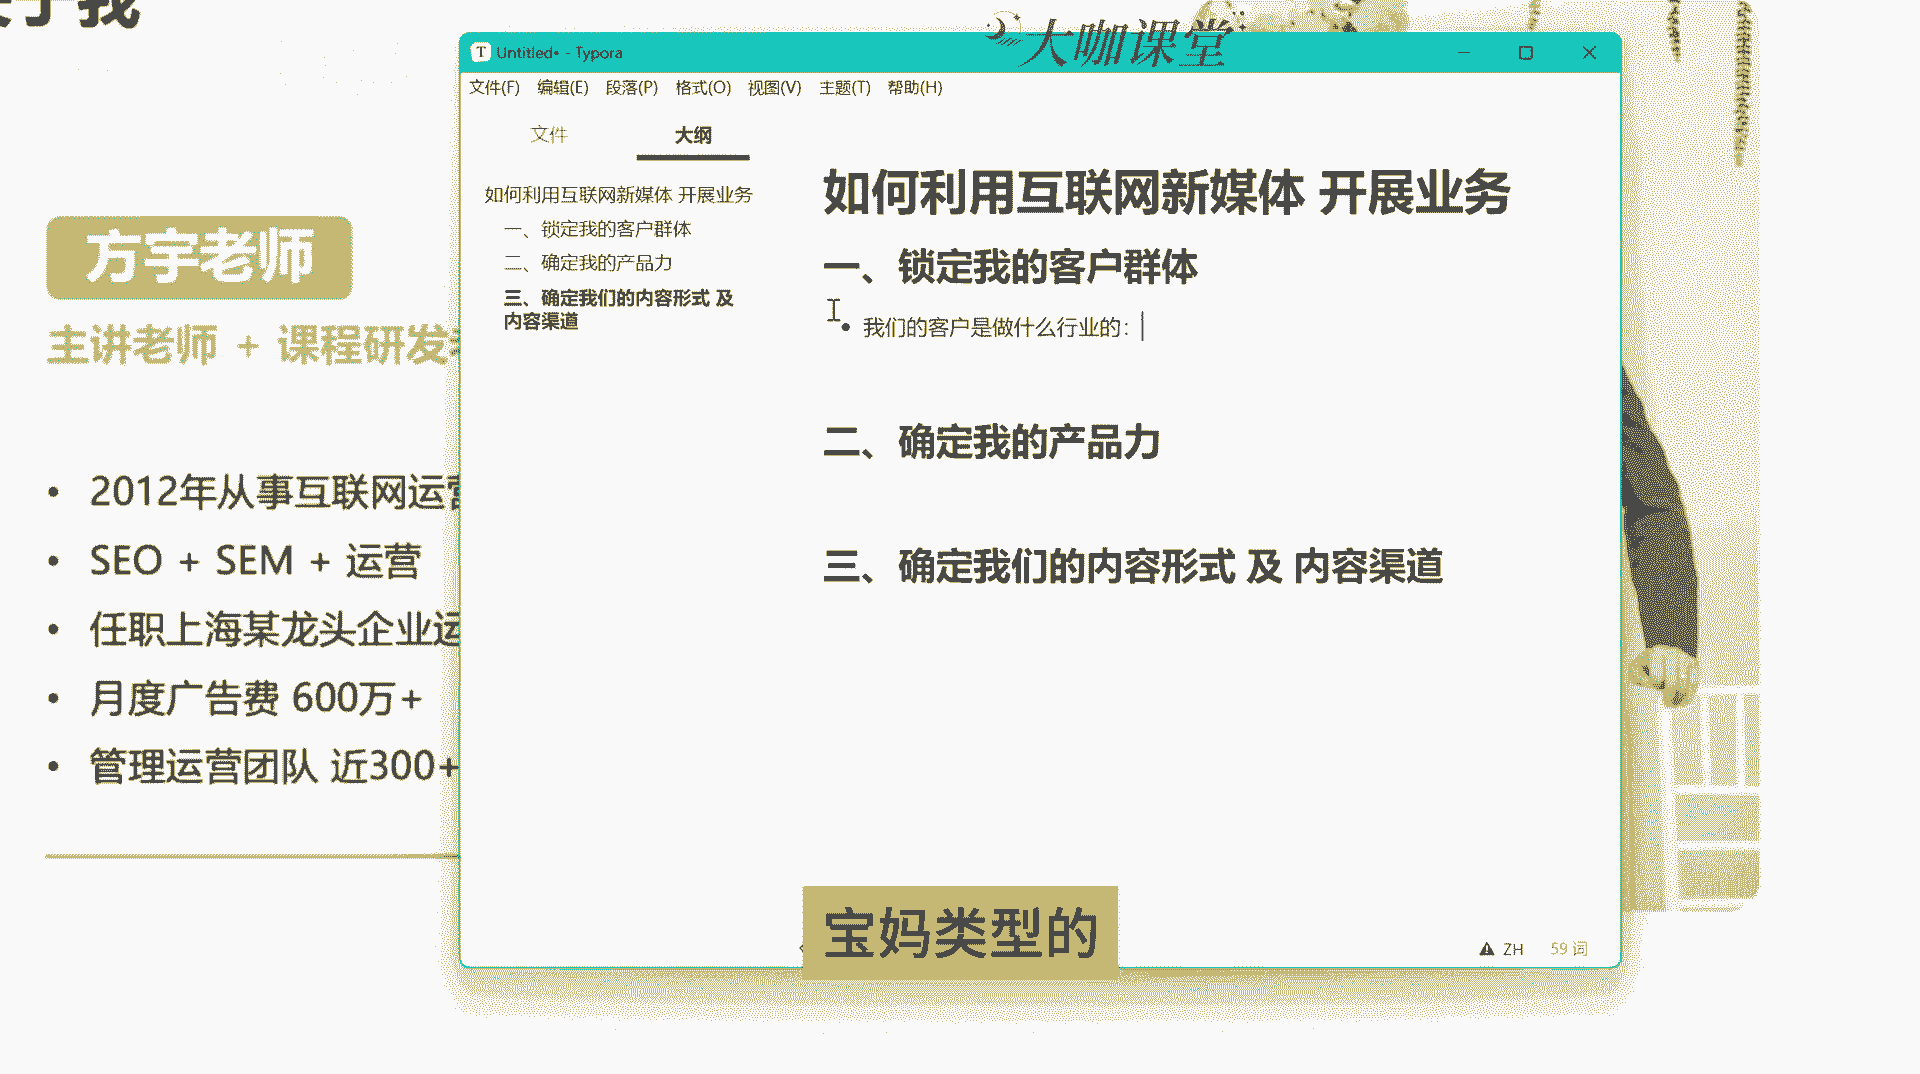 大咖课堂
Untitled• - Typora
文件(F) 编辑(E) 段落(P) 格式(O) 视图(V) 主题(T) 帮助(H)
文件 大纲
如何利用互联网新媒体 开展业务
一、锁定我的客户群体
二、确定我的产品力
三、确定我们的内容形式 及
内容渠道
如何利用互联网新媒体 开展业务
一、锁定我的客户群体
• 我们的客户是做什么行业的：
二、确定我的产品力
三、确定我们的内容形式 及 内容渠道
ZH 59 词
宝妈类型的
于我
方宇老师
主讲老师 + 课程研发
• 2012年从事互联网运营
• SEO + SEM + 运营
• 任职上海某龙头企业运
• 月度广告费 600万+
• 管理运营团队 近300+